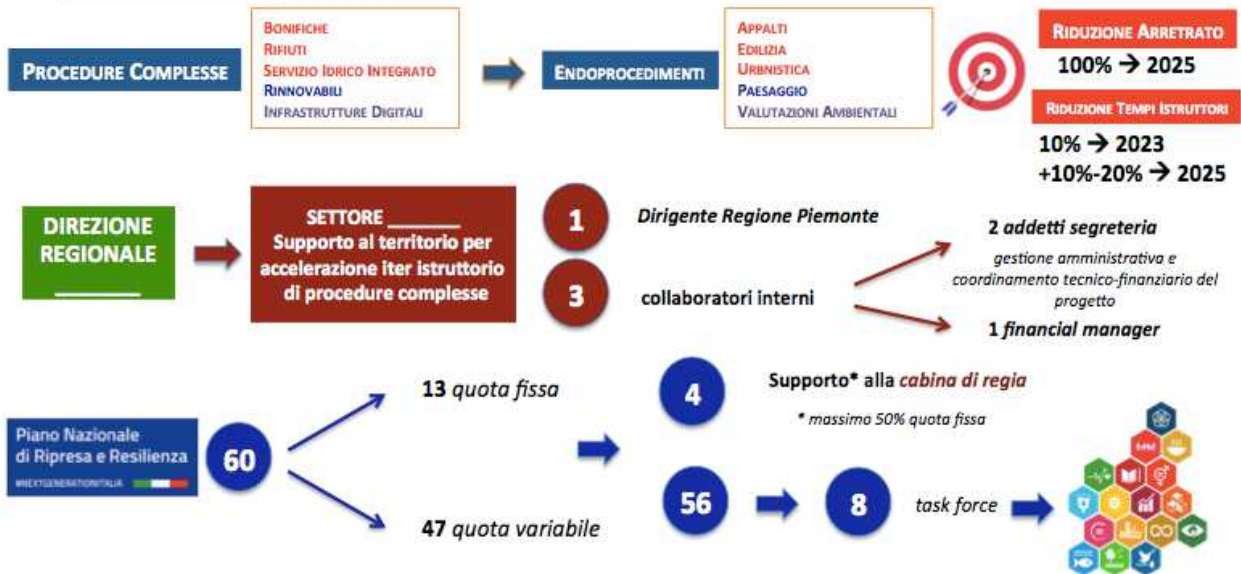 PROCEDURE COMPLESSE
BONIFICHE
RIFIUTI
SERVIZIO IDRICO INTEGRATO
RINNOVABILI
INFRASTRUTTURE DIGITALI
ENDOPROCEDIMENTI
APPALTI
EDILIZIA
URBNISTICA
PAESAGGIO
VALUTAZIONI AMBIENTALI
RIDUZIONE ARRETRATO
100% → 2025
RIDUZIONE TEMPI ISTRUTTORI
10% → 2023
+10%-20% → 2025
DIREZIONE
REGIONALE
________
SETTORE ________
Supporto al territorio per
accelerazione iter istruttorio
di procedure complesse
1
Dirigente Regione Piemonte
3
collaboratori interni
2 addetti segreteria
gestione amministrativa e
coordinamento tecnico-finanziario del
progetto
1 financial manager
Piano Nazionale
di Ripresa e Resilienza
#NEXTGENERATIONITALIA
60
13 quota fissa
47 quota variabile
4
Supporto* alla cabina di regia
* massimo 50% quota fissa
56
8
task force